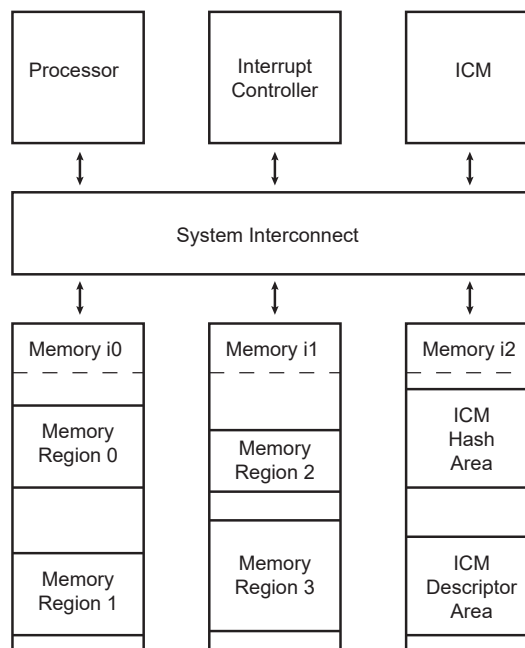 Processor
Interrupt
Controller
ICM
System Interconnect
Memory i0
Memory i1
Memory i2
Memory
Region 0
Memory
Region 2
ICM
Hash
Area
Memory
Region 1
Memory
Region 3
ICM
Descriptor
Area